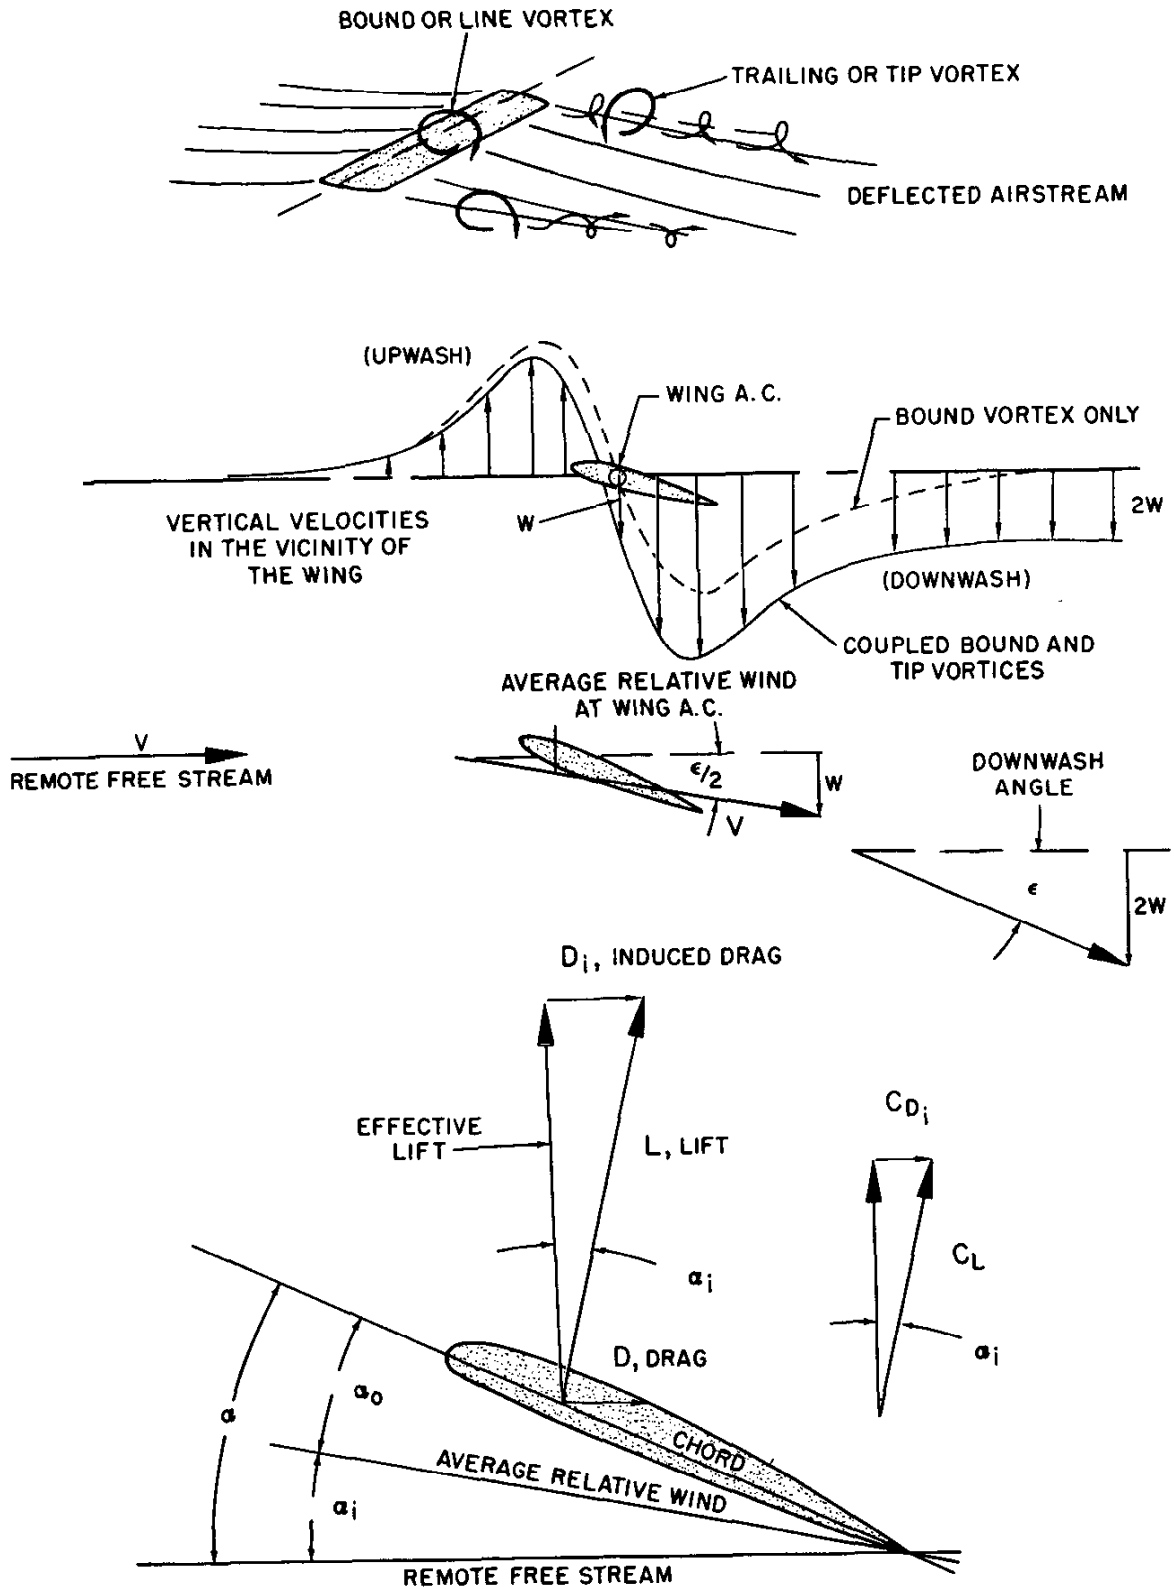 BOUND OR LINE VORTEX
TRAILING OR TIP VORTEX
DEFLECTED AIRSTREAM
(UPWASH)
WING A.C.
BOUND VORTEX ONLY
W
2W
VERTICAL VELOCITIES
IN THE VICINITY OF
THE WING
(DOWNWASH)
COUPLED BOUND AND
TIP VORTICES
AVERAGE RELATIVE WIND
AT WING A.C.
V
REMOTE FREE STREAM
ϵ/2
W
V
DOWNWASH
ANGLE
ϵ
2W
Di, INDUCED DRAG
EFFECTIVE
LIFT
L, LIFT
αi
CDi
CL
αi
D, DRAG
α
αo
αi
CHORD
AVERAGE RELATIVE WIND
REMOTE FREE STREAM